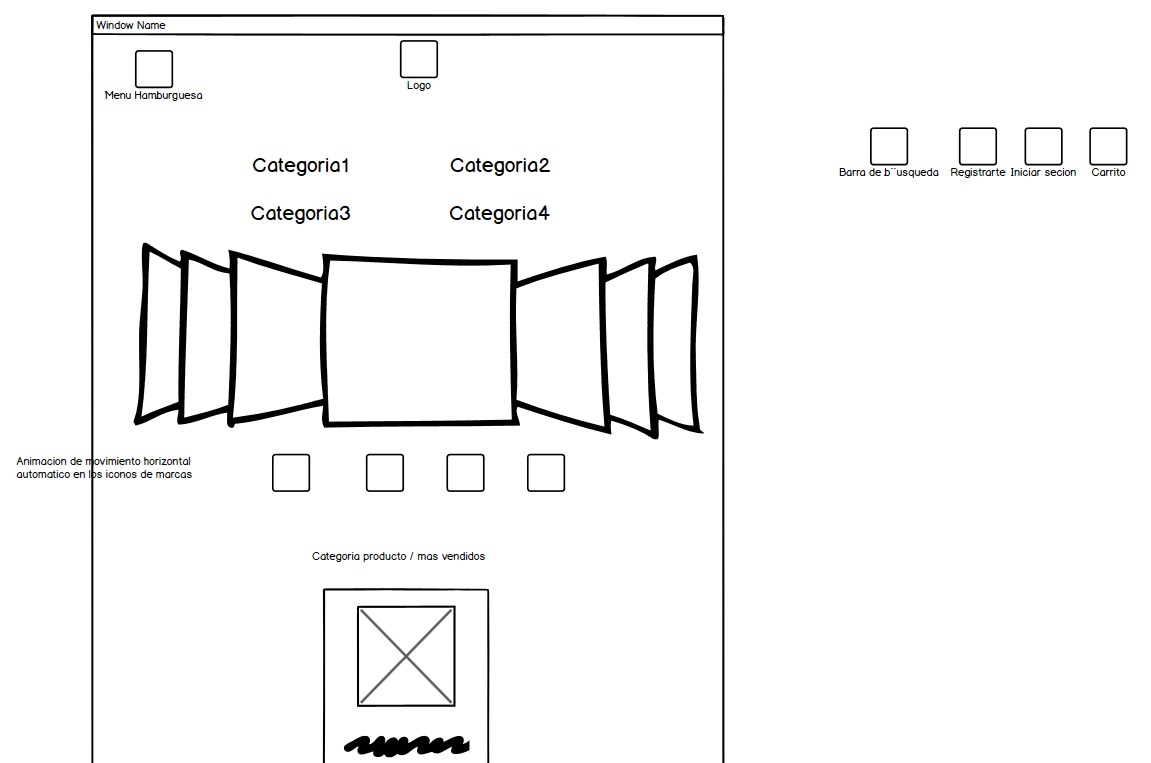 Window Name
Menu Hamburguesa
Logo
Barra de b¨usqueda
Registrarte
Iniciar secion
Carrito
Categoria1
Categoria2
Categoria3
Categoria4
Animacion de movimiento horizontal
automatico en los iconos de marcas
Categoria producto / mas vendidos